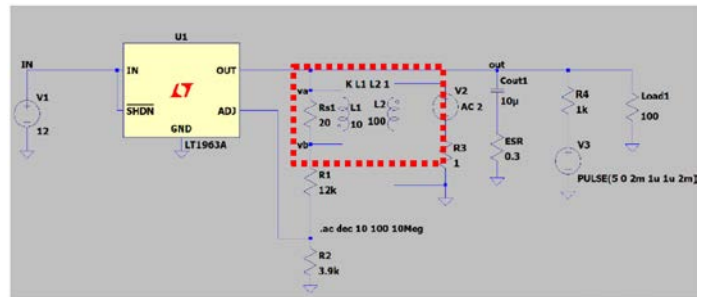 U1
IN
IN
OUT
V1
12
SHDN
ADJ
GND
LT1963A
va
K L1 L2 1
Rs1
20
L1
10
L2
100
V2
AC 2
vb
R3
1
R1
12k
.ac dec 10 100 10Meg
R2
3.9k
out
Cout1
10µ
ESR
0.3
R4
1k
Load1
100
V3
PULSE(5 0 2m 1u 1u 2m)